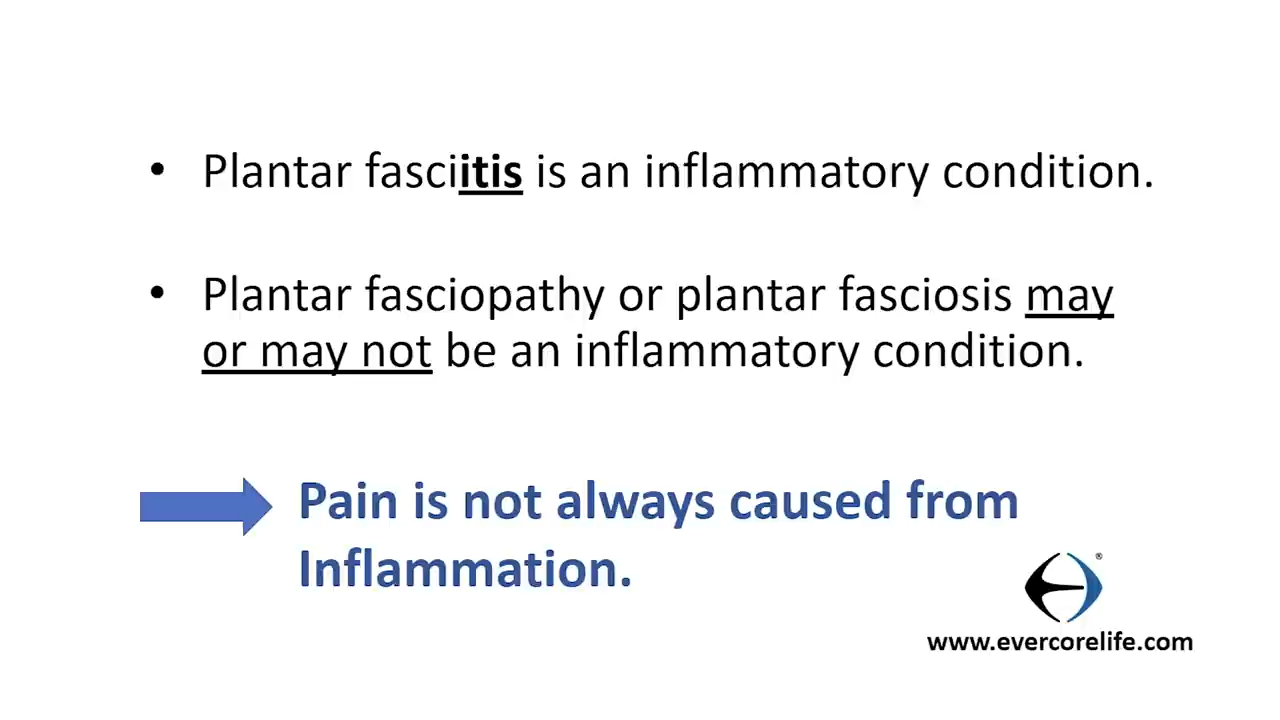 • Plantar fasciitis is an inflammatory condition.
• Plantar fasciopathy or plantar fasciosis may
or may not be an inflammatory condition.
Pain is not always caused from
Inflammation.
®
www.evercorelife.com